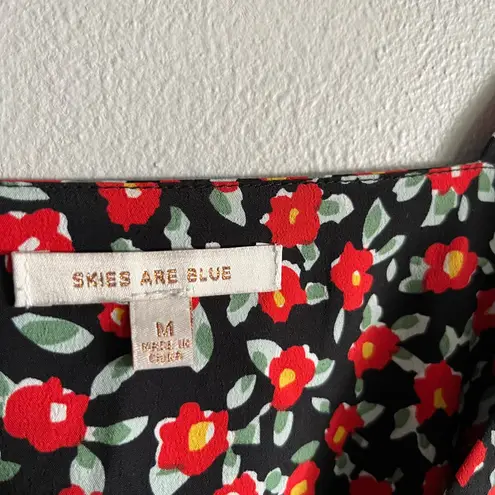 SKIES ARE BLUE
M
MADE IN
CHINA